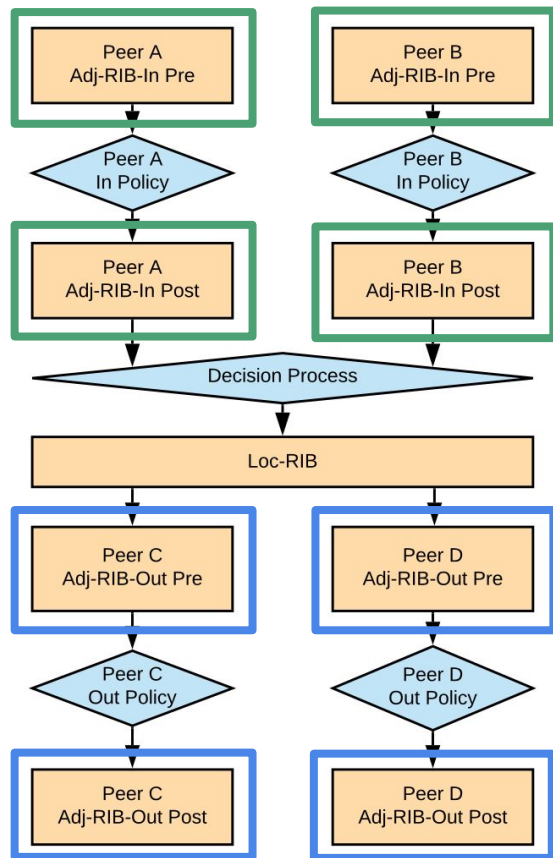 Peer A
Adj-RIB-In Pre
Peer B
Adj-RIB-In Pre
Peer A
In Policy
Peer B
In Policy
Peer A
Adj-RIB-In Post
Peer B
Adj-RIB-In Post
Decision Process
Loc-RIB
Peer C
Adj-RIB-Out Pre
Peer D
Adj-RIB-Out Pre
Peer C
Out Policy
Peer D
Out Policy
Peer C
Adj-RIB-Out Post
Peer D
Adj-RIB-Out Post